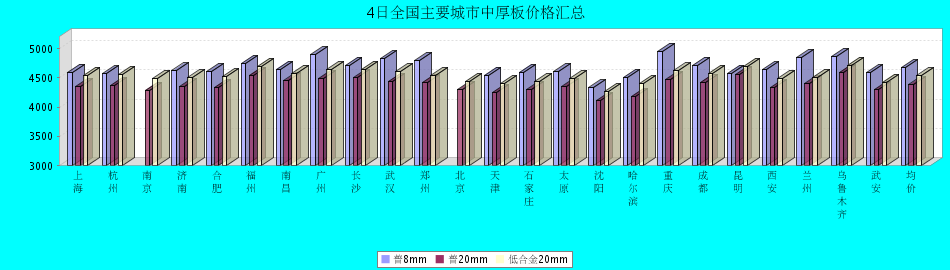 4日全国主要城市中厚板价格汇总
5000
4500
4000
3500
3000
上海
杭州
南京
济南
合肥
福州
南昌
广州
长沙
武汉
郑州
北京
天津
石家庄
太原
沈阳
哈尔滨
重庆
成都
昆明
西安
兰州
乌鲁木齐
武安
均价
普8mm 普20mm 低合金20mm